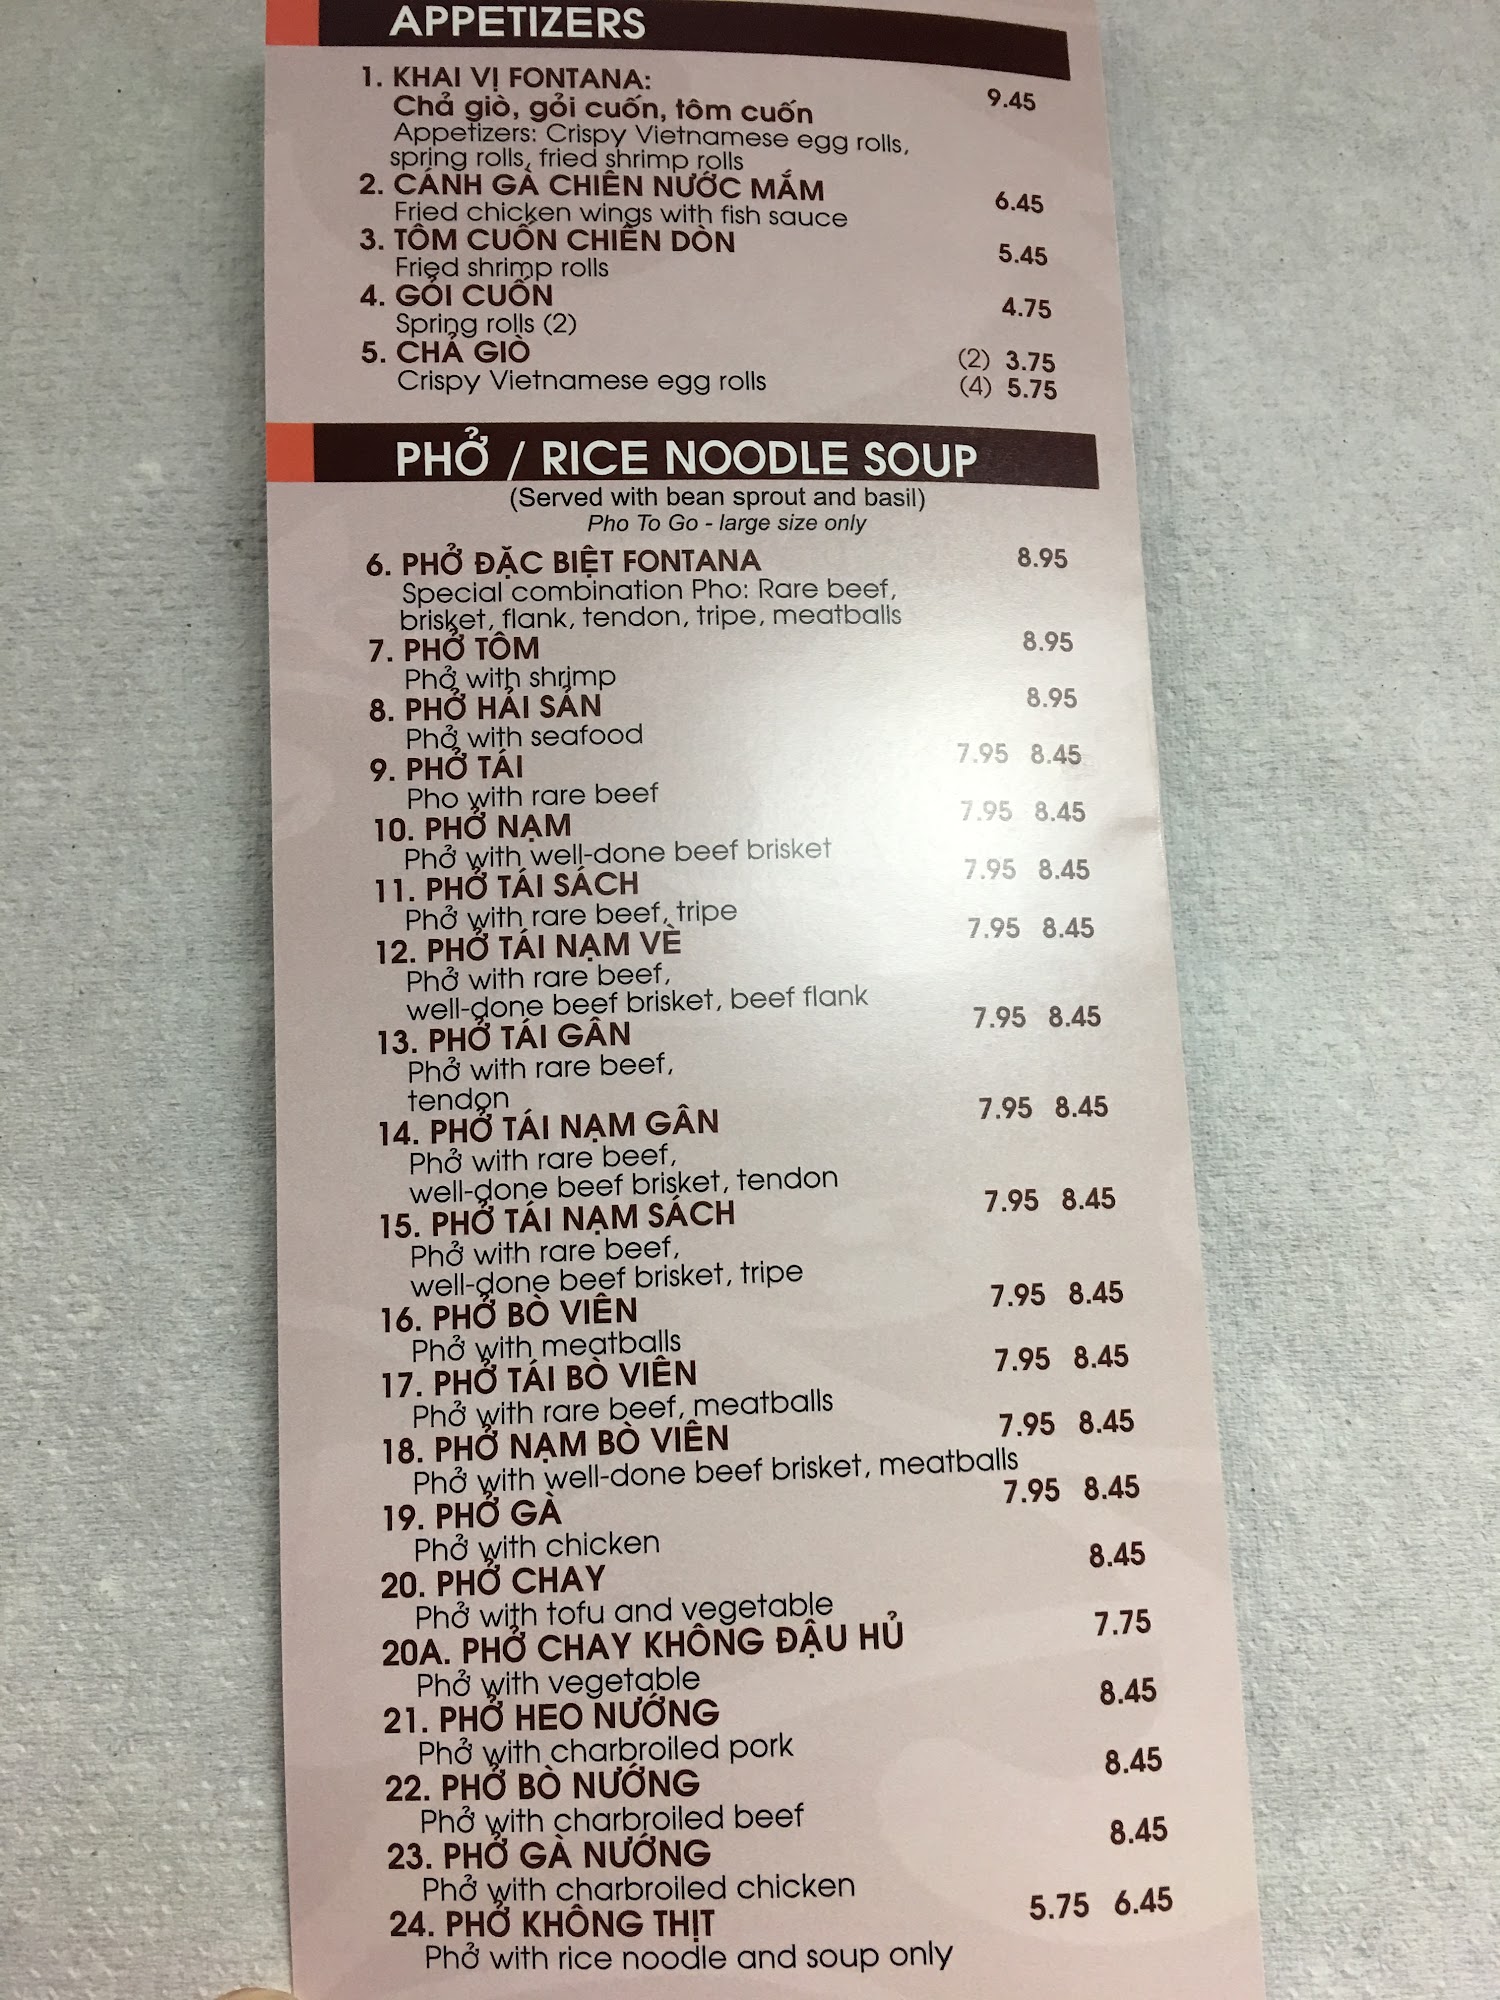 APPETIZERS
1. KHAI VỊ FONTANA: 9.45
Chả giò, gỏi cuốn, tôm cuốn
Appetizers: Crispy Vietnamese egg rolls,
spring rolls, fried shrimp rolls
2. CÁNH GÀ CHIÊN NƯỚC MẮM 6.45
Fried chicken wings with fish sauce
3. TÔM CUỐN CHIÊN DÒN 5.45
Fried shrimp rolls
4. GỎI CUỐN 4.75
Spring rolls (2)
5. CHẢ GIÒ (2) 3.75
Crispy Vietnamese egg rolls (4) 5.75
PHỞ / RICE NOODLE SOUP
(Served with bean sprout and basil)
Pho To Go - large size only
6. PHỞ ĐẶC BIỆT FONTANA 8.95
Special combination Pho: Rare beef,
brisket, flank, tendon, tripe, meatballs
7. PHỞ TÔM 8.95
Phở with shrimp
8. PHỞ HẢI SẢN 8.95
Phở with seafood
9. PHỞ TÁI 7.95 8.45
Pho with rare beef
10. PHỞ NẠM 7.95 8.45
Phở with well-done beef brisket
11. PHỞ TÁI SÁCH 7.95 8.45
Phở with rare beef, tripe
12. PHỞ TÁI NẠM VÈ 7.95 8.45
Phở with rare beef,
well-done beef brisket, beef flank
13. PHỞ TÁI GÂN 7.95 8.45
Phở with rare beef,
tendon
14. PHỞ TÁI NẠM GÂN 7.95 8.45
Phở with rare beef,
well-done beef brisket, tendon
15. PHỞ TÁI NẠM SÁCH 7.95 8.45
Phở with rare beef,
well-done beef brisket, tripe
16. PHỞ BÒ VIÊN 7.95 8.45
Phở with meatballs
17. PHỞ TÁI BÒ VIÊN 7.95 8.45
Phở with rare beef, meatballs
18. PHỞ NẠM BÒ VIÊN 7.95 8.45
Phở with well-done beef brisket, meatballs
19. PHỞ GÀ 7.95 8.45
Phở with chicken
20. PHỞ CHAY 8.45
Phở with tofu and vegetable
20A. PHỞ CHAY KHÔNG ĐẬU HỦ 7.75
Phở with vegetable
21. PHỞ HEO NƯỚNG 8.45
Phở with charbroiled pork
22. PHỞ BÒ NƯỚNG 8.45
Phở with charbroiled beef
23. PHỞ GÀ NƯỚNG 8.45
Phở with charbroiled chicken
24. PHỞ KHÔNG THỊT 5.75 6.45
Phở with rice noodle and soup only